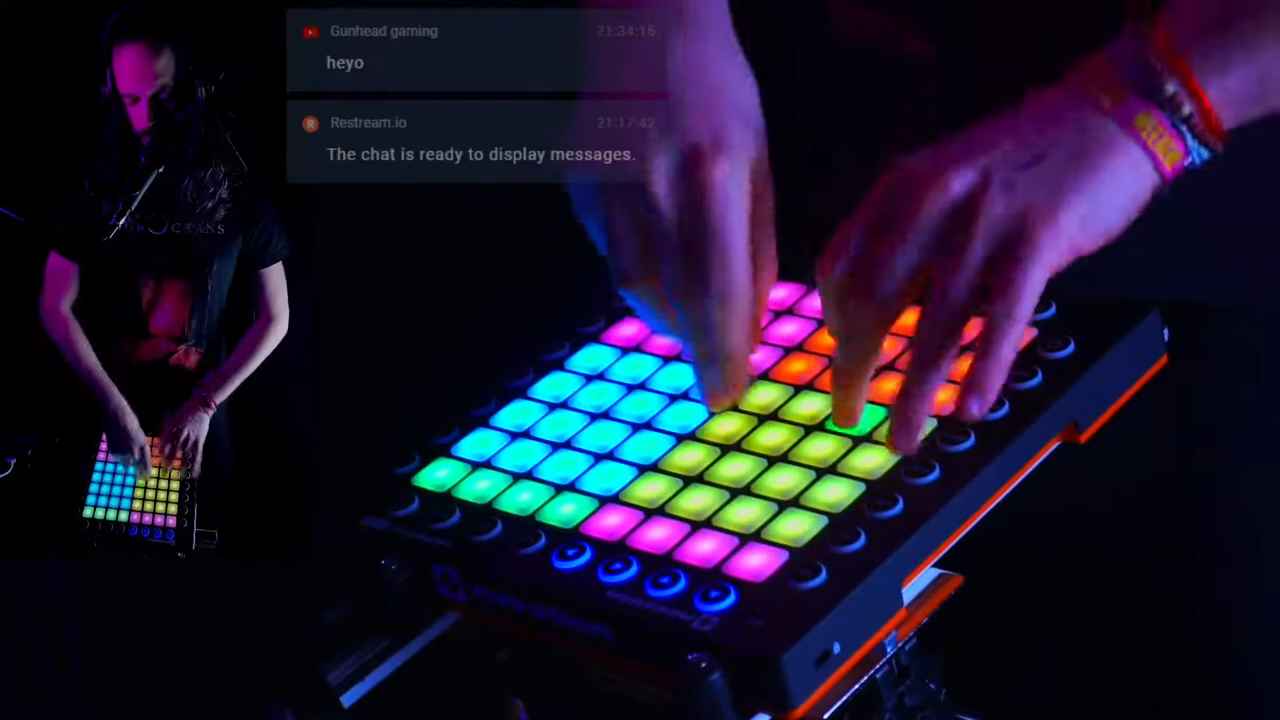 Gunhead gaming 21:34:16
heyo
Restream.io 21:17:42
The chat is ready to display messages.